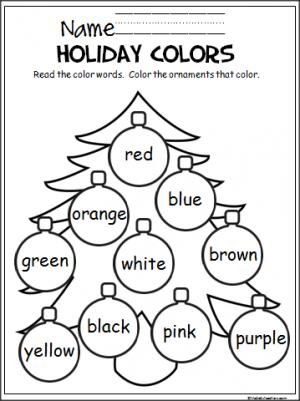 Name
HOLIDAY COLORS
Read the color words. Color the ornaments that color.
red
blue
orange
brown
green
white
black
pink
purple
yellow